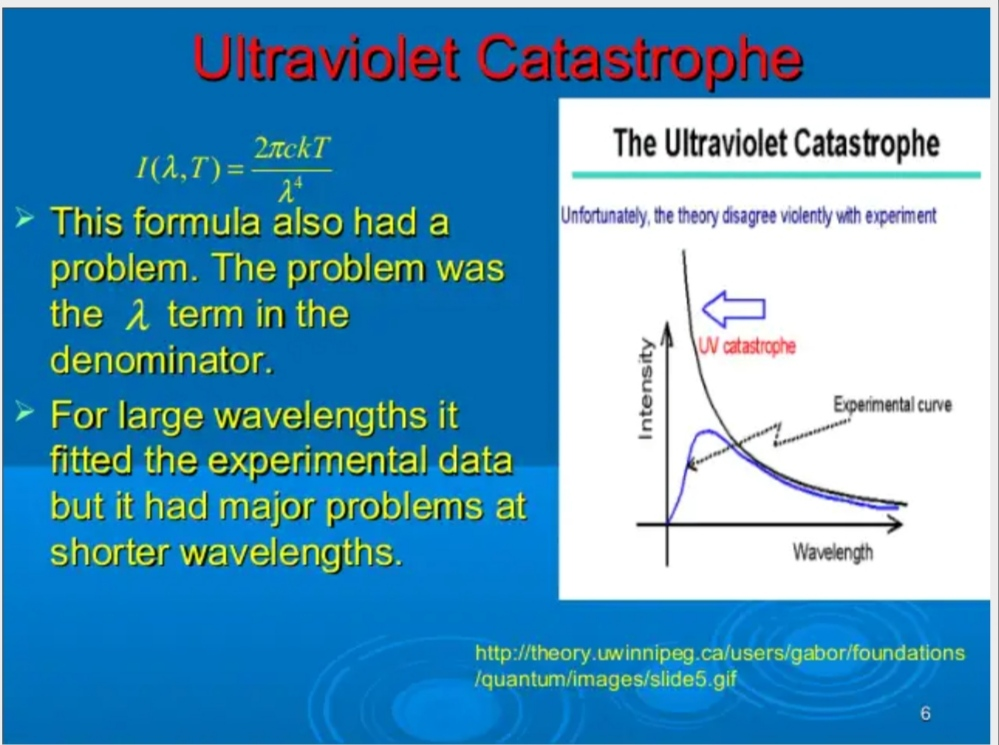 Ultraviolet Catastrophe
I(λ,T) = 2πckT / λ⁴
➢ This formula also had a
problem. The problem was
the λ term in the
denominator.
➢ For large wavelengths it
fitted the experimental data
but it had major problems at
shorter wavelengths.
The Ultraviolet Catastrophe
Unfortunately, the theory disagree violently with experiment
UV catastrophe
Intensity
Experimental curve
Wavelength
http://theory.uwinnipeg.ca/users/gabor/foundations
/quantum/images/slide5.gif
6